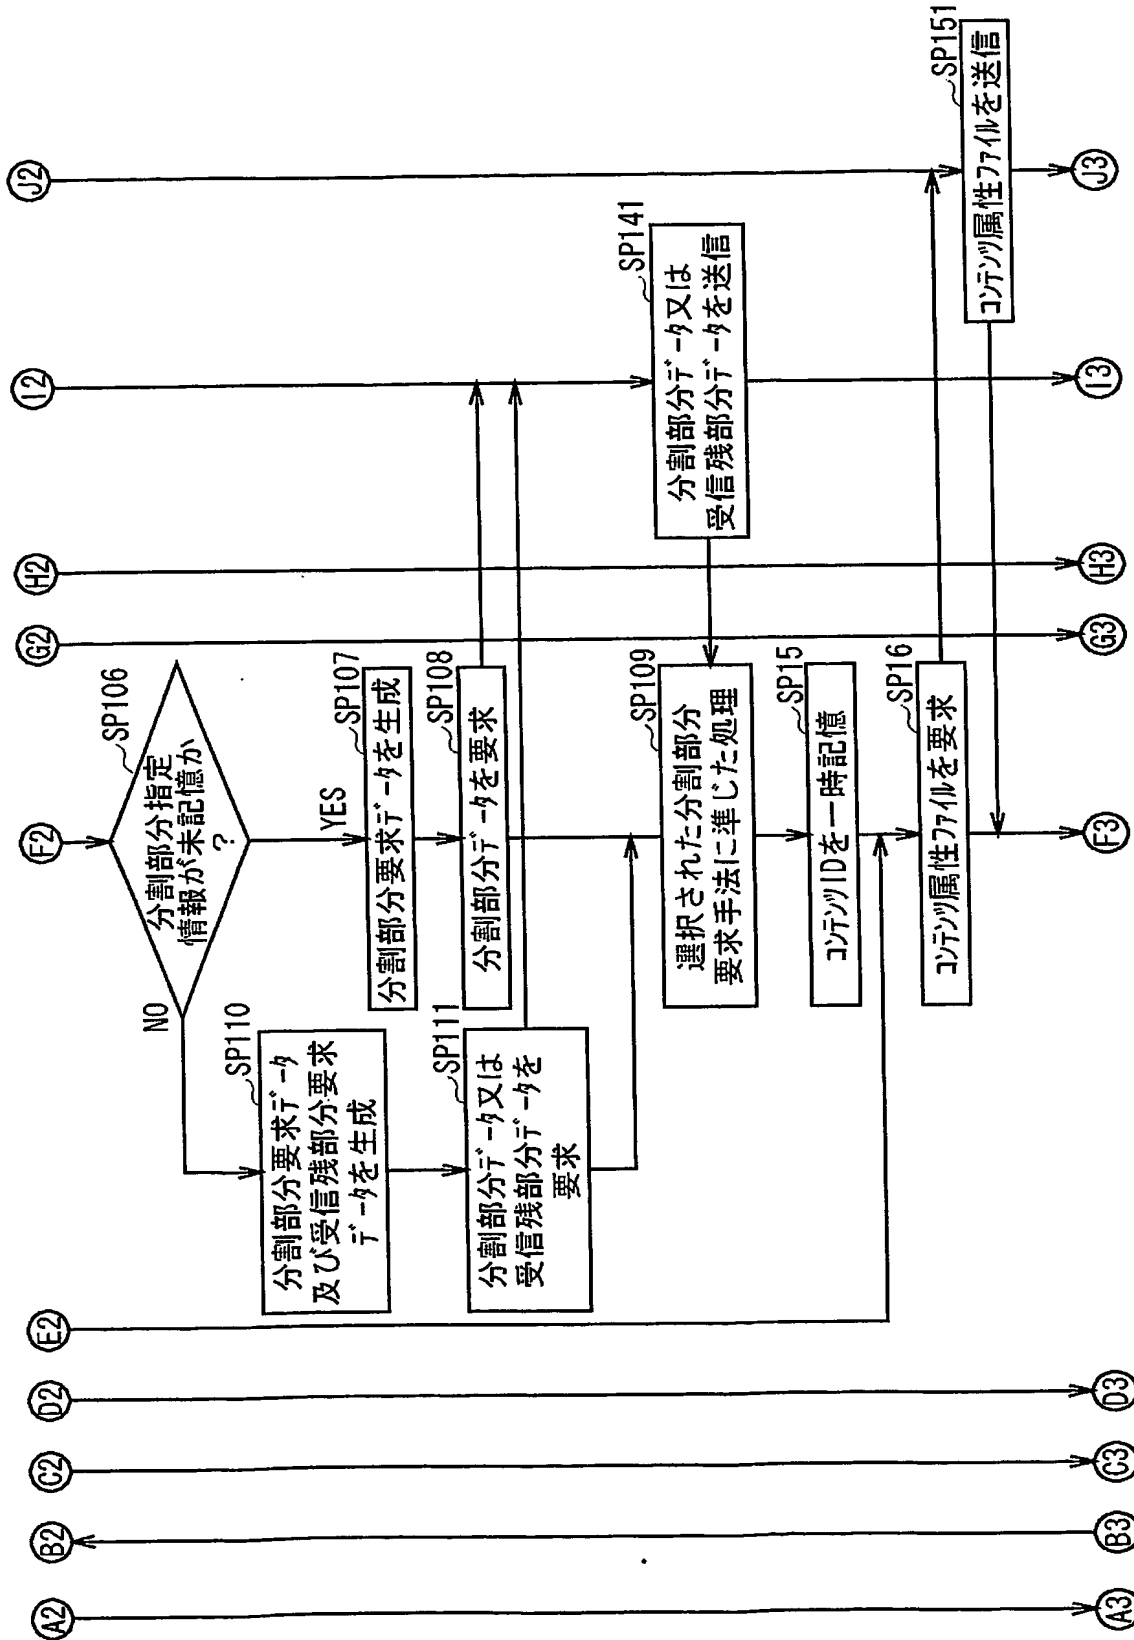 A2
B2
C2
D2
E2
F2
G2
H2
I2
J2
SP106
分割部分指定
情報が未記憶か
?
NO
YES
SP110
分割部分要求データ
及び受信残部分要求
データを生成
SP107
分割部分要求データを生成
SP111
分割部分データ又は
受信残部分データを
要求
SP108
分割部分データを要求
SP141
分割部分データ又は
受信残部分データを送信
SP109
選択された分割部分
要求手法に準じた処理
SP15
コンテンツIDを一時記憶
SP16
コンテンツ属性ファイルを要求
SP151
コンテンツ属性ファイルを送信
A3
B3
C3
D3
F3
G3
H3
I3
J3